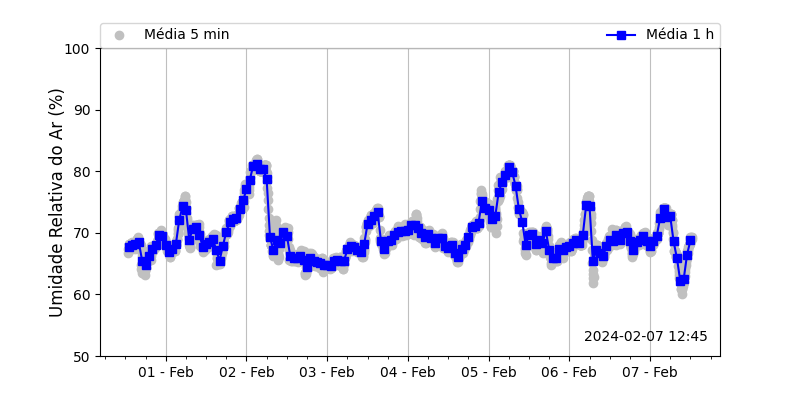 Média 5 min
Média 1 h
Umidade Relativa do Ar (%)
100
90
80
70
60
50
2024-02-07 12:45
01 - Feb
02 - Feb
03 - Feb
04 - Feb
05 - Feb
06 - Feb
07 - Feb